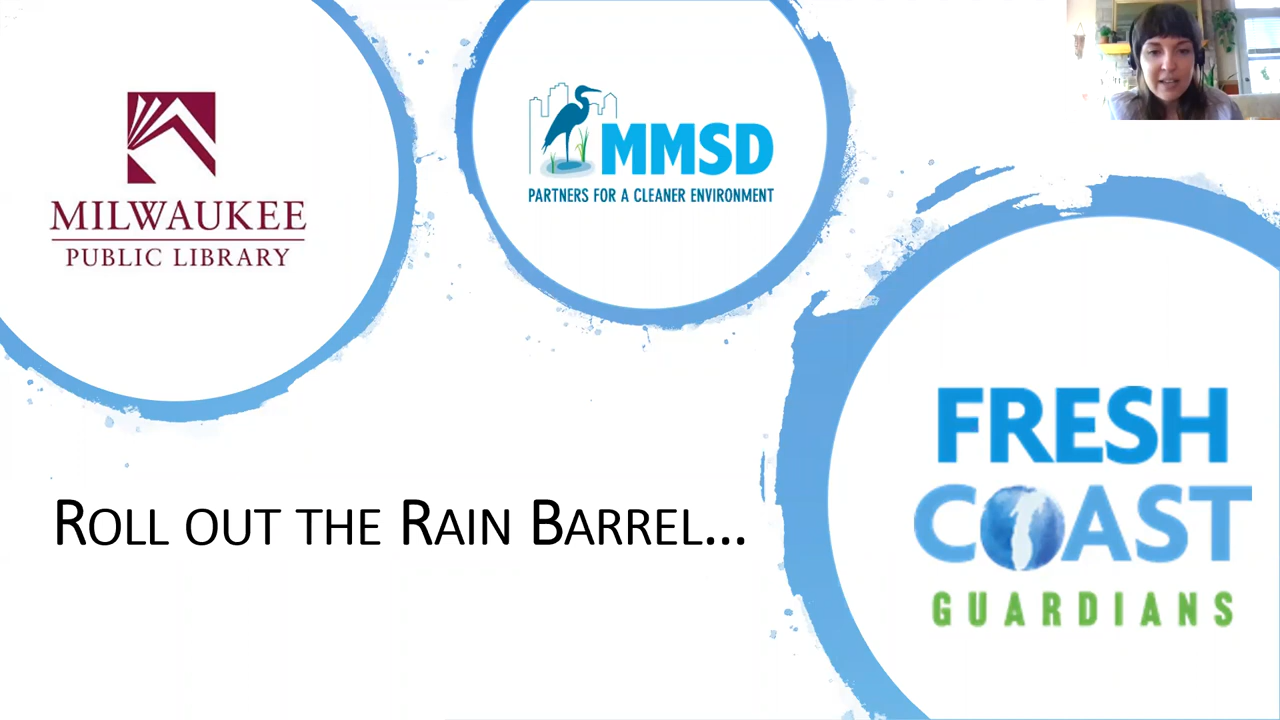 MILWAUKEE
PUBLIC LIBRARY
MMSD
PARTNERS FOR A CLEANER ENVIRONMENT
FRESH
COAST
GUARDIANS
ROLL OUT THE RAIN BARREL...